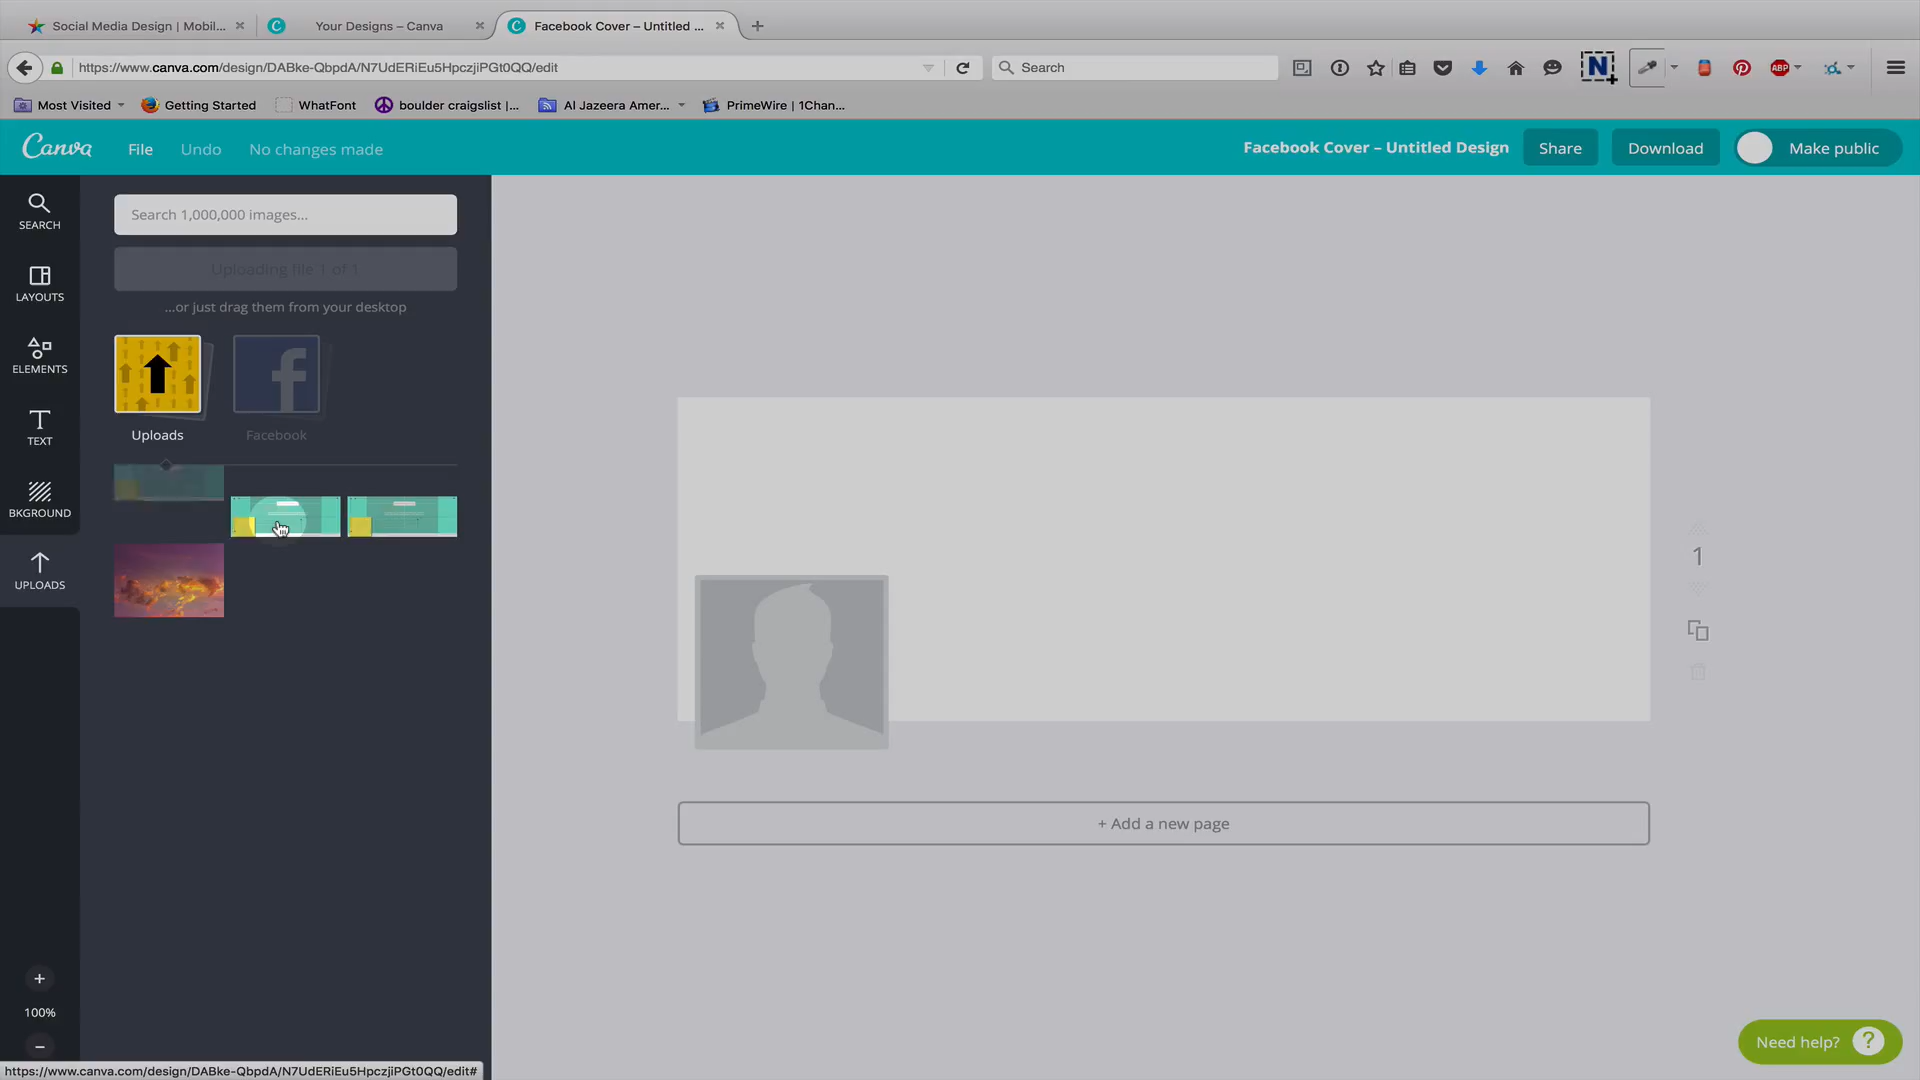 Social Media Design | Mobil...
Your Designs – Canva
Facebook Cover – Untitled ...
https://www.canva.com/design/DABke-QbpdA/N7UdERiEu5HpczjiPGt0QQ/edit
Search
N
ABP
Most Visited
Getting Started
WhatFont
boulder craigslist |...
Al Jazeera Amer...
PrimeWire | 1Chan...
Canva
File
Undo
No changes made
Facebook Cover – Untitled Design
Share
Download
Make public
SEARCH
LAYOUTS
ELEMENTS
TEXT
BKGROUND
UPLOADS
Search 1,000,000 images...
Uploading file 1 of 1
...or just drag them from your desktop
Uploads
Facebook
1
+ Add a new page
100%
Need help?
https://www.canva.com/design/DABke-QbpdA/N7UdERiEu5HpczjiPGt0QQ/edit#